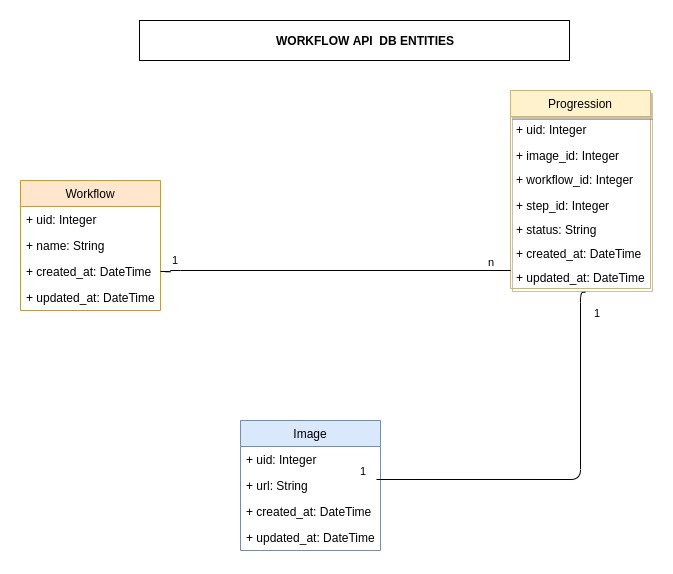 WORKFLOW API  DB ENTITIES
Progression
+ uid: Integer
+ image_id: Integer
+ workflow_id: Integer
+ step_id: Integer
+ status: String
+ created_at: DateTime
+ updated_at: DateTime
Workflow
+ uid: Integer
+ name: String
+ created_at: DateTime
+ updated_at: DateTime
1
n
1
Image
+ uid: Integer
+ url: String
+ created_at: DateTime
+ updated_at: DateTime
1